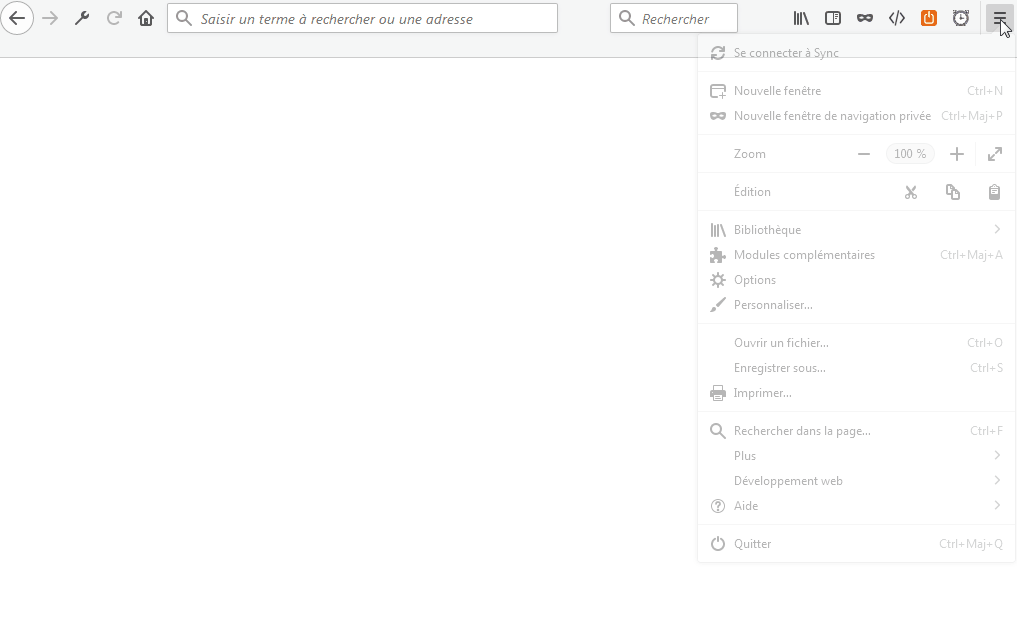 Saisir un terme à rechercher ou une adresse
Rechercher
Se connecter à Sync
Nouvelle fenêtre Ctrl+N
Nouvelle fenêtre de navigation privée Ctrl+Maj+P
Zoom 100 %
Édition
Bibliothèque
Modules complémentaires Ctrl+Maj+A
Options
Personnaliser...
Ouvrir un fichier... Ctrl+O
Enregistrer sous... Ctrl+S
Imprimer...
Rechercher dans la page... Ctrl+F
Plus
Développement web
Aide
Quitter Ctrl+Maj+Q